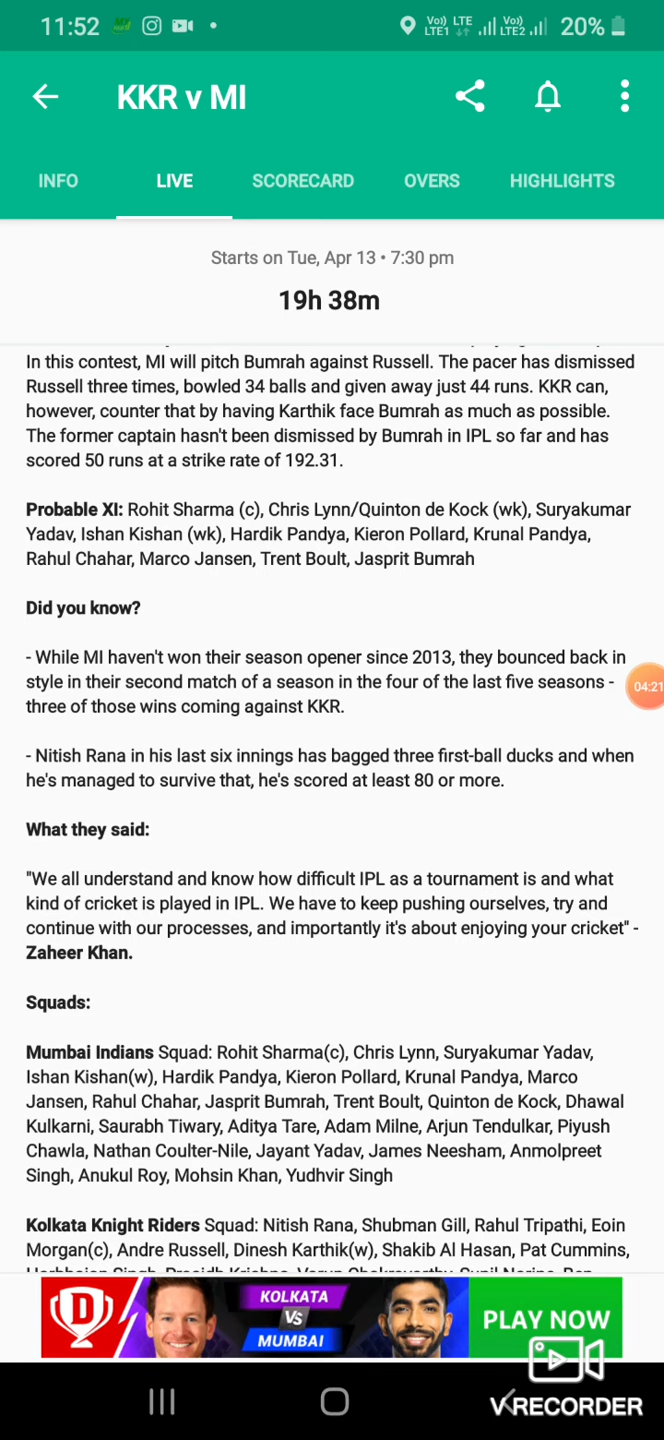 11:52
Vo)) LTE
LTE1
Vo))
LTE2
20%
KKR v MI
INFO
LIVE
SCORECARD
OVERS
HIGHLIGHTS
Starts on Tue, Apr 13 • 7:30 pm
19h 38m
In this contest, MI will pitch Bumrah against Russell. The pacer has dismissed
Russell three times, bowled 34 balls and given away just 44 runs. KKR can,
however, counter that by having Karthik face Bumrah as much as possible.
The former captain hasn't been dismissed by Bumrah in IPL so far and has
scored 50 runs at a strike rate of 192.31.
Probable XI: Rohit Sharma (c), Chris Lynn/Quinton de Kock (wk), Suryakumar
Yadav, Ishan Kishan (wk), Hardik Pandya, Kieron Pollard, Krunal Pandya,
Rahul Chahar, Marco Jansen, Trent Boult, Jasprit Bumrah
Did you know?
- While MI haven't won their season opener since 2013, they bounced back in
style in their second match of a season in the four of the last five seasons -
three of those wins coming against KKR.
04:21
- Nitish Rana in his last six innings has bagged three first-ball ducks and when
he's managed to survive that, he's scored at least 80 or more.
What they said:
"We all understand and know how difficult IPL as a tournament is and what
kind of cricket is played in IPL. We have to keep pushing ourselves, try and
continue with our processes, and importantly it's about enjoying your cricket" -
Zaheer Khan.
Squads:
Mumbai Indians Squad: Rohit Sharma(c), Chris Lynn, Suryakumar Yadav,
Ishan Kishan(w), Hardik Pandya, Kieron Pollard, Krunal Pandya, Marco
Jansen, Rahul Chahar, Jasprit Bumrah, Trent Boult, Quinton de Kock, Dhawal
Kulkarni, Saurabh Tiwary, Aditya Tare, Adam Milne, Arjun Tendulkar, Piyush
Chawla, Nathan Coulter-Nile, Jayant Yadav, James Neesham, Anmolpreet
Singh, Anukul Roy, Mohsin Khan, Yudhvir Singh
Kolkata Knight Riders Squad: Nitish Rana, Shubman Gill, Rahul Tripathi, Eoin
Morgan(c), Andre Russell, Dinesh Karthik(w), Shakib Al Hasan, Pat Cummins,
D
KOLKATA
VS
MUMBAI
PLAY NOW
VRECORDER